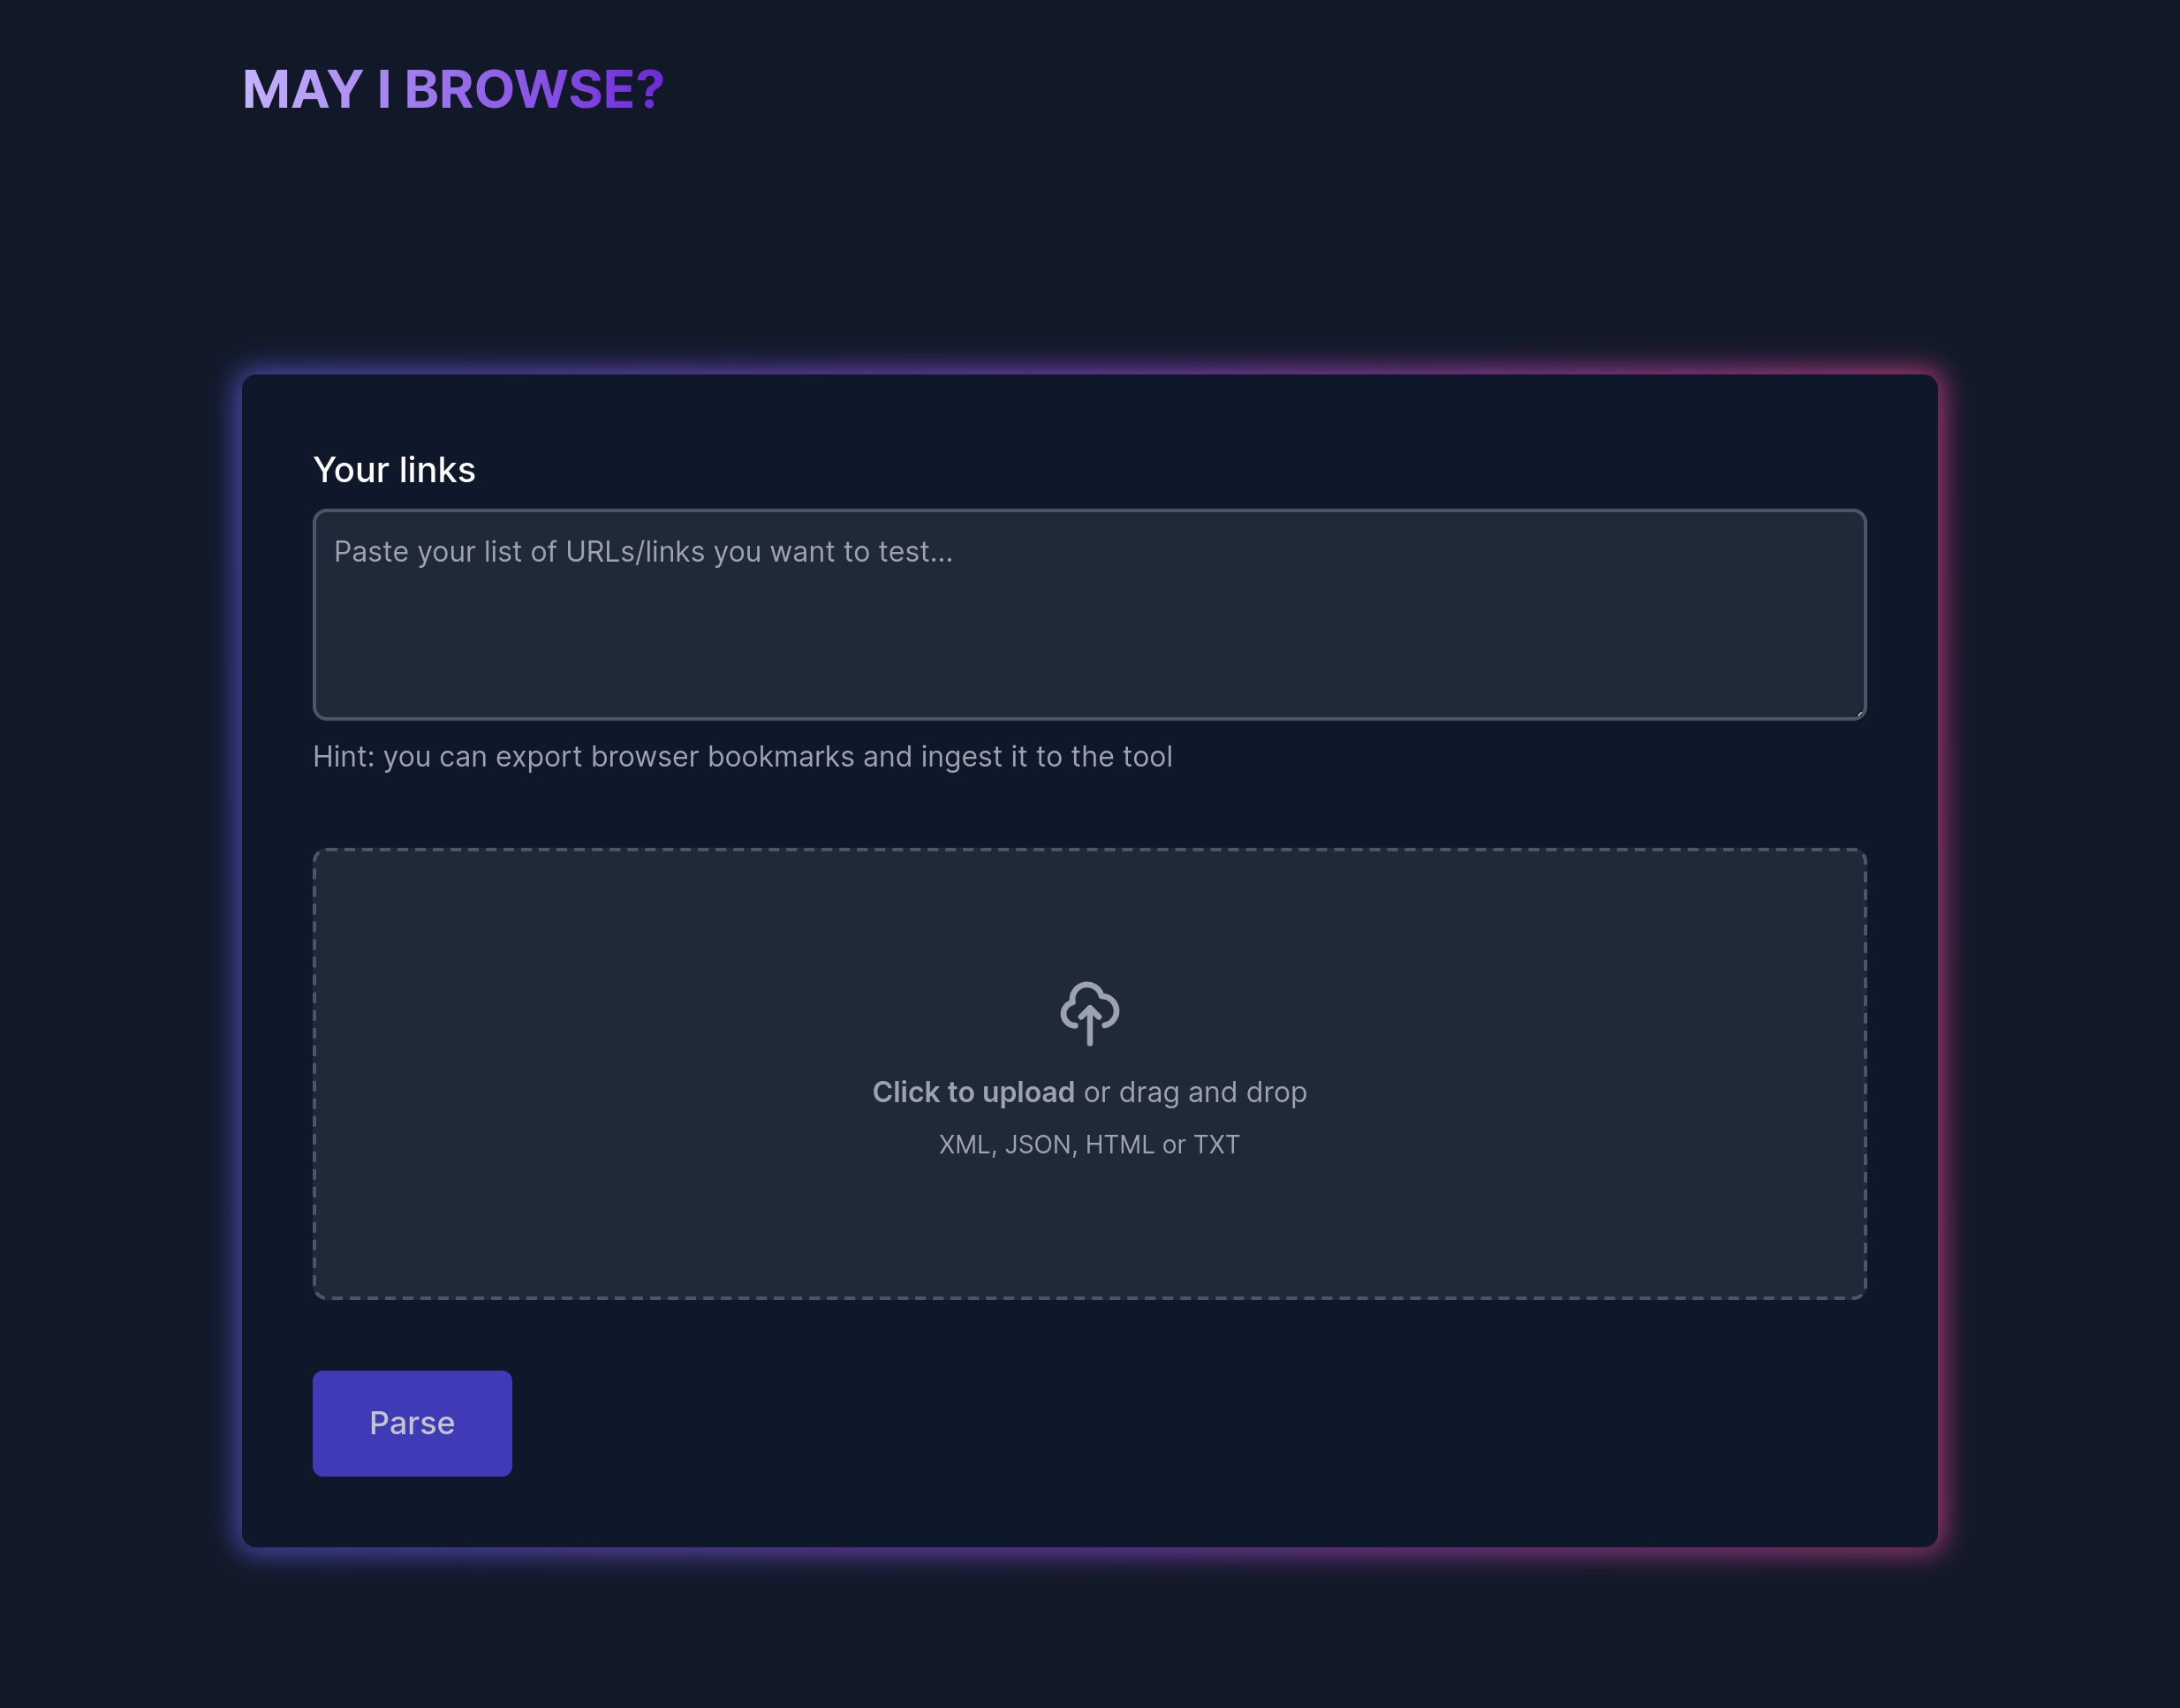 MAY I BROWSE?
Your links
Paste your list of URLs/links you want to test...
Hint: you can export browser bookmarks and ingest it to the tool
Click to upload or drag and drop
XML, JSON, HTML or TXT
Parse